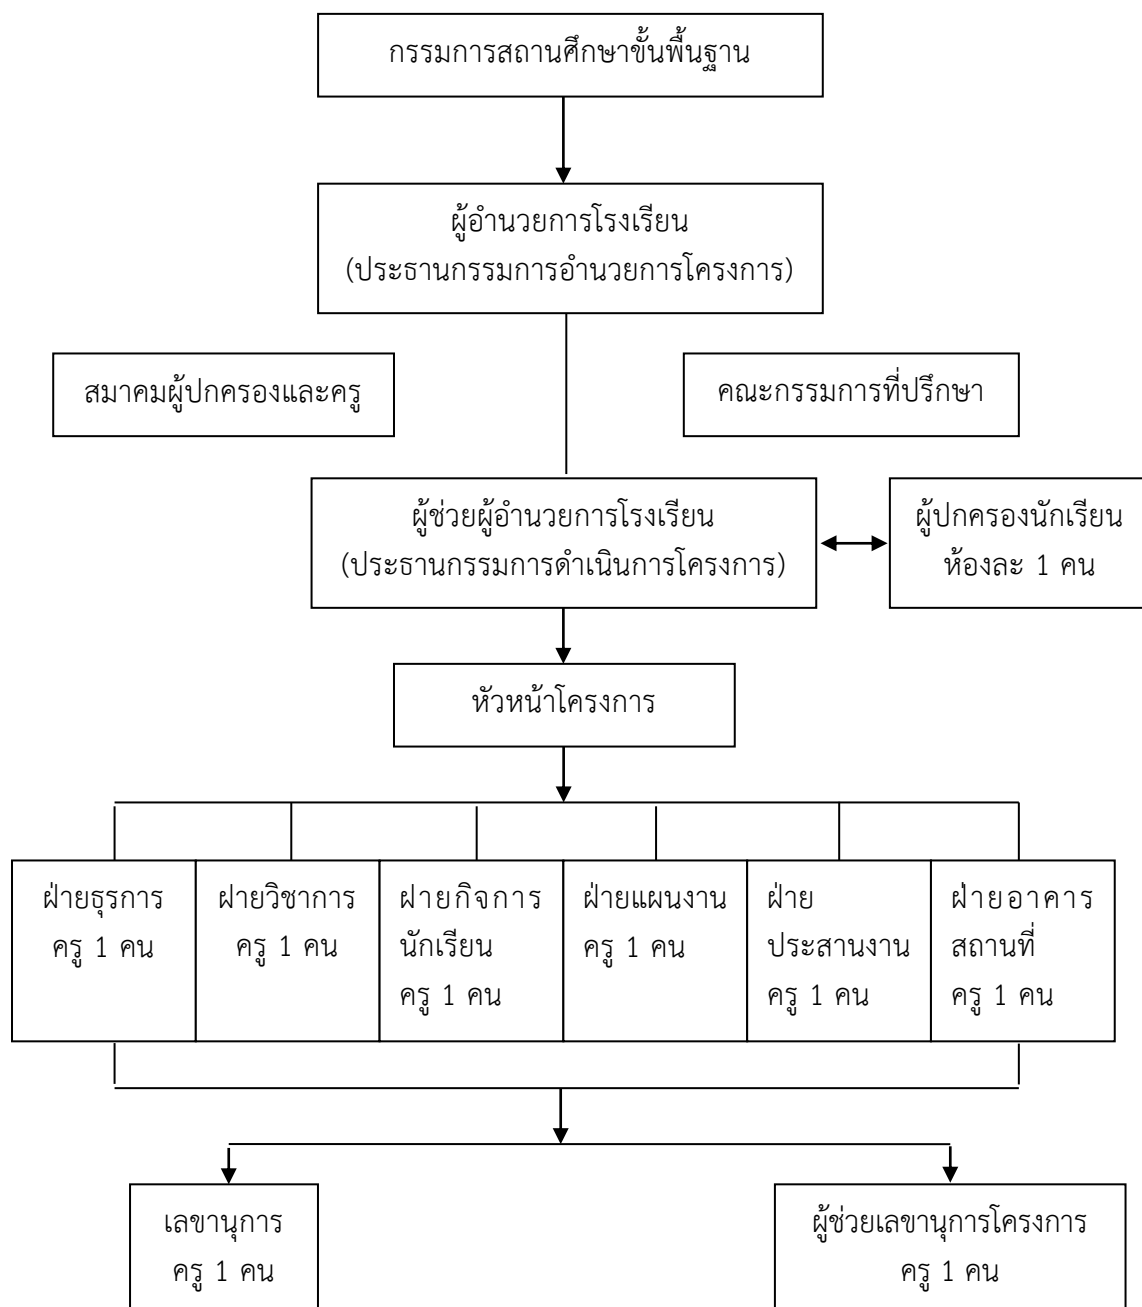 กรรมการสถานศึกษาขั้นพื้นฐาน
ผู้อำนวยการโรงเรียน
(ประธานกรรมการอำนวยการโครงการ)
สมาคมผู้ปกครองและครู
คณะกรรมการที่ปรึกษา
ผู้ช่วยผู้อำนวยการโรงเรียน
(ประธานกรรมการดำเนินการโครงการ)
ผู้ปกครองนักเรียน
ห้องละ 1 คน
หัวหน้าโครงการ
ฝ่ายธุรการ
ครู 1 คน
ฝ่ายวิชาการ
ครู 1 คน
ฝ่ายกิจการ
นักเรียน
ครู 1 คน
ฝ่ายแผนงาน
ครู 1 คน
ฝ่าย
ประสานงาน
ครู 1 คน
ฝ่ายอาคาร
สถานที่
ครู 1 คน
เลขานุการ
ครู 1 คน
ผู้ช่วยเลขานุการโครงการ
ครู 1 คน